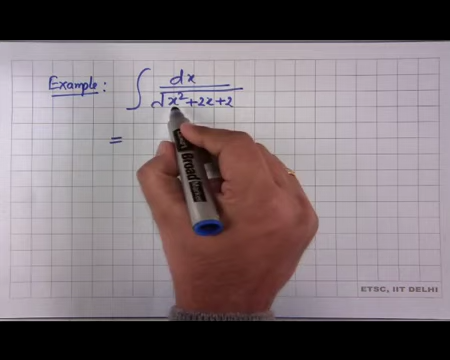 Example: ∫ dx / √(x²+2x+2)
=
Broad
ETSC, IIT DELHI